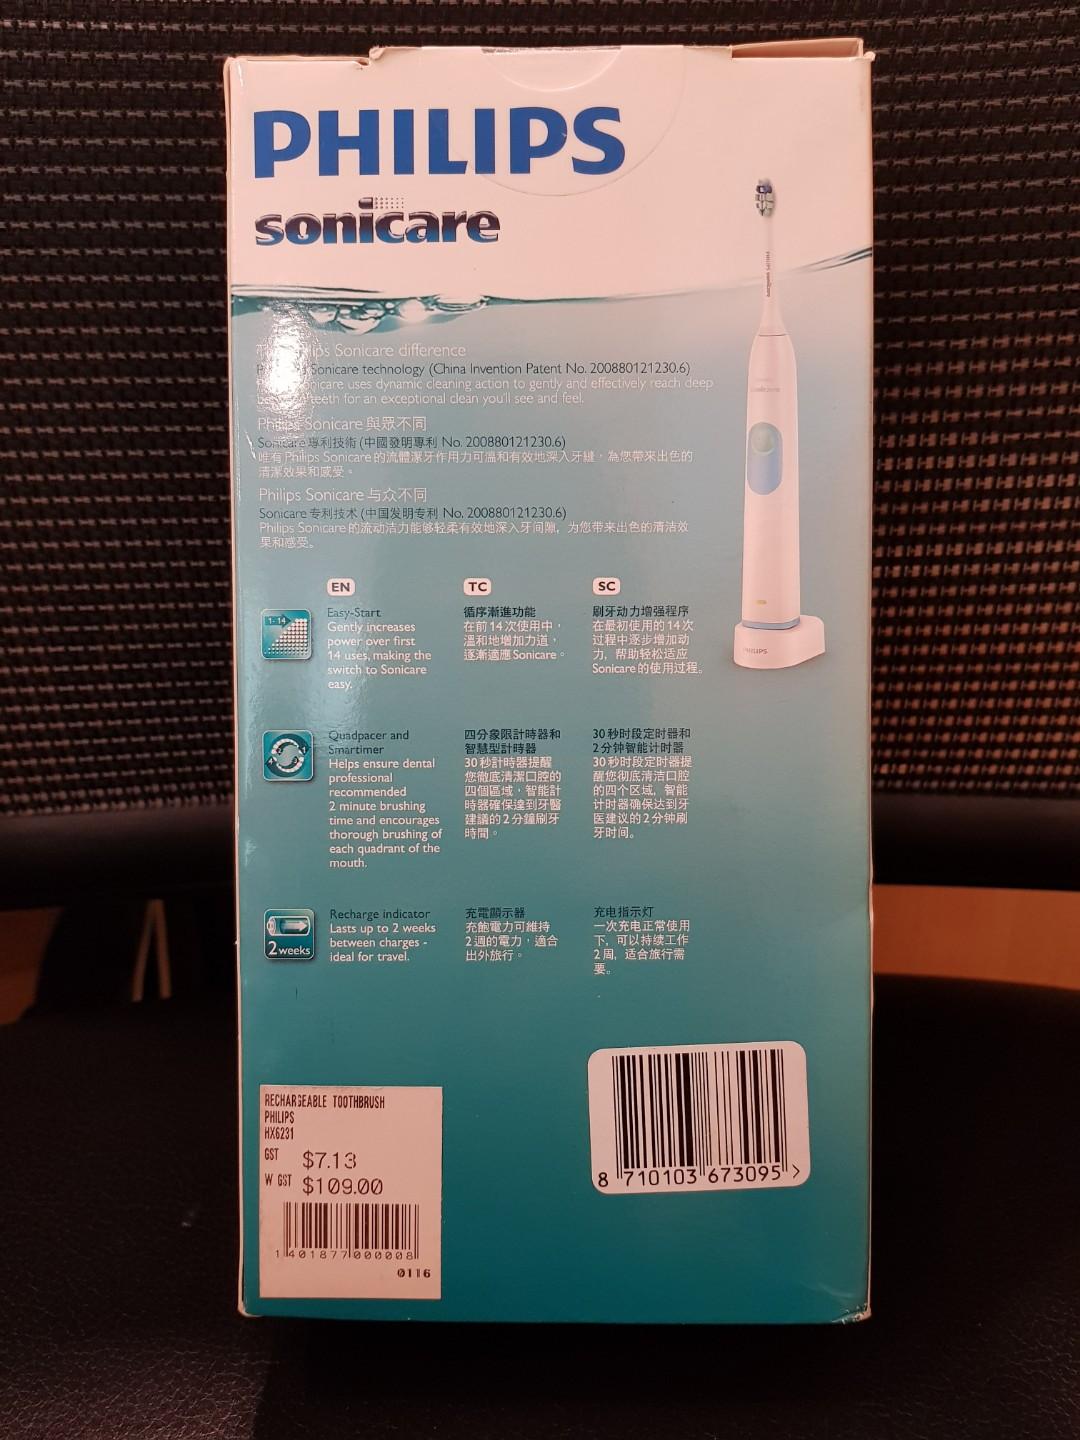 PHILIPS
sonicare
Philips Sonicare difference
Sonicare technology (China Invention Patent No. 200880121230.6)
Sonicare uses dynamic cleaning action to gently and effectively reach deep
teeth for an exceptional clean you'll see and feel.
Philips Sonicare 與眾不同
Sonicare 專利技術 (中國發明專利 No. 200880121230.6)
唯有 Philips Sonicare 的流體潔牙作用力可溫和有效地深入牙縫，為您帶來出色的
清潔效果和感受。
Philips Sonicare 与众不同
Sonicare 专利技术 (中国发明专利 No. 200880121230.6)
Philips Sonicare 的流动洁力能够轻柔有效地深入牙间隙, 为您带来出色的清洁效
果和感受。
EN
TC
SC
1-14
Easy-Start
Gently increases
power over first
14 uses, making the
switch to Sonicare
easy.
循序漸進功能
在前 14 次使用中，
溫和地增加力道，
逐漸適應 Sonicare。
刷牙动力增强程序
在最初使用的 14 次
过程中逐步增加动
力, 帮助轻松适应
Sonicare 的使用过程。
Quadpacer and
Smartimer
Helps ensure dental
professional
recommended
2 minute brushing
time and encourages
thorough brushing of
each quadrant of the
mouth.
四分象限計時器和
智慧型計時器
30 秒計時器提醒
您徹底清潔口腔的
四個區域，智能計
時器確保達到牙醫
建議的 2 分鐘刷牙
時間。
30 秒时段定时器和
2 分钟智能计时器
30 秒时段定时器提
醒您彻底清洁口腔
的四个区域, 智能
计时器确保达到牙
医建议的 2 分钟刷
牙时间。
2 weeks
Recharge indicator
Lasts up to 2 weeks
between charges -
ideal for travel.
充電顯示器
充飽電力可維持
2 週的電力，適合
出外旅行。
充电指示灯
一次充电正常使用
下, 可以持续工作
2 周, 适合旅行需
要。
PHILIPS
RECHARGEABLE TOOTHBRUSH
PHILIPS
HX6231
GST $7.13
W GST $109.00
1401877000008
0116
8 710103 673095 >